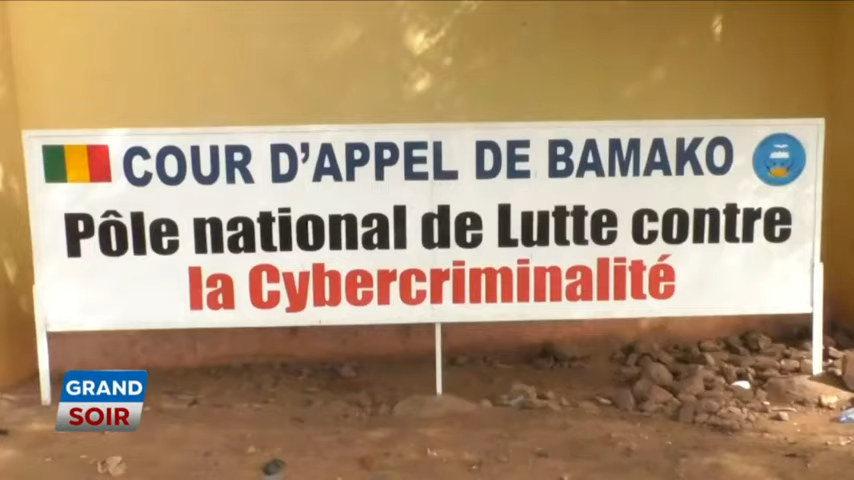 COUR D'APPEL DE BAMAKO
Pôle national de Lutte contre
la Cybercriminalité
GRAND
SOIR